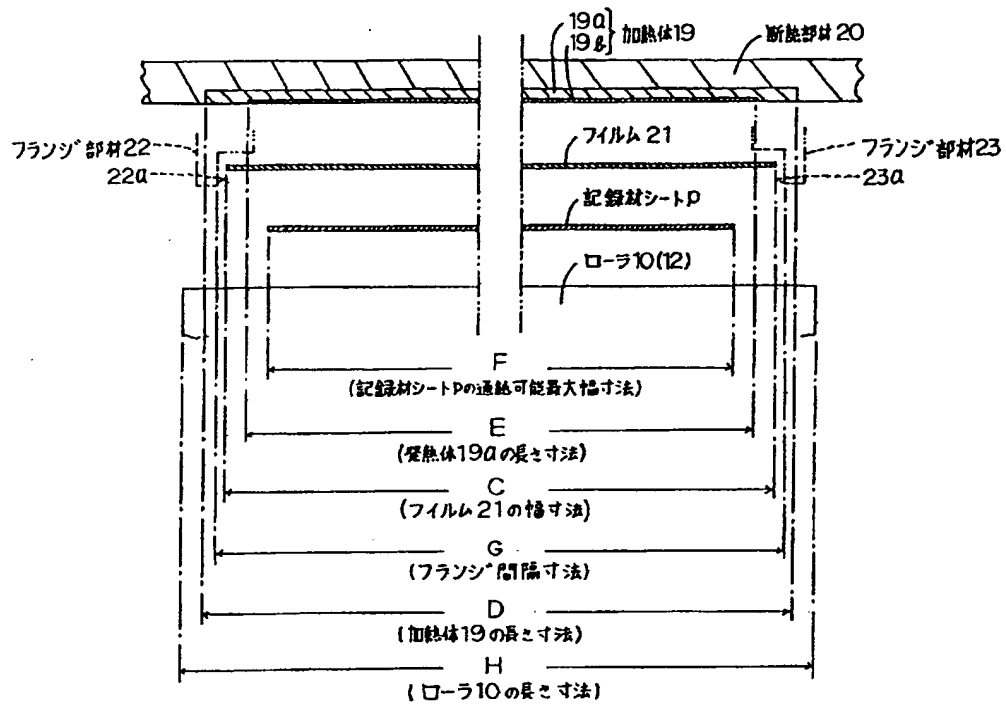 19a
19b
加熱体19
断熱部材20
フランジ部材22
22a
フイルム21
フランジ部材23
23a
記録材シートP
ローラ10(12)
F
(記録材シートPの通紙可能最大幅寸法)
E
(発熱体19aの長さ寸法)
C
(フイルム21の幅寸法)
G
(フランジ間隔寸法)
D
(加熱体19の長さ寸法)
H
(ローラ10の長さ寸法)